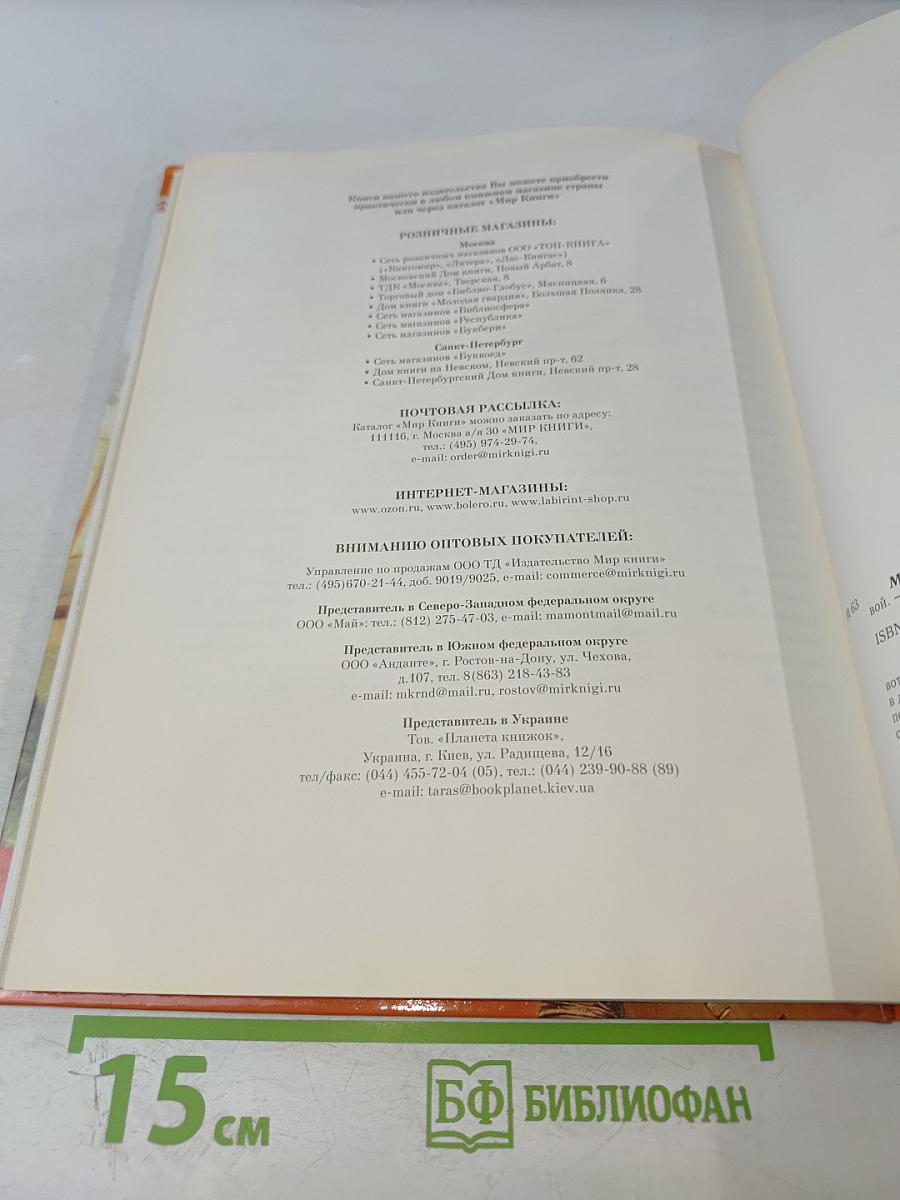 Книги нашего издательства Вы можете приобрести
практически в любом книжном магазине страны
или через каталог «Мир Книги»
РОЗНИЧНЫЕ МАГАЗИНЫ:
Москва
• Сеть розничных магазинов ООО «ТОП-КНИГА»
(«Книгомир», «Литера», «Лас-Книгас»)
• Московский Дом книги, Новый Арбат, 8
• ТДК «Москва», Тверская, 8
• Торговый дом «Библио-Глобус», Мясницкая, 6
• Дом книги «Молодая гвардия», Большая Полянка, 28
• Сеть магазинов «Библиосфера»
• Сеть магазинов «Республика»
• Сеть магазинов «Букбери»
Санкт-Петербург
• Сеть магазинов «Буквоед»
• Дом книги на Невском, Невский пр-т, 62
• Санкт-Петербургский Дом книги, Невский пр-т, 28
ПОЧТОВАЯ РАССЫЛКА:
Каталог «Мир Книги» можно заказать по адресу:
111116, г. Москва а/я 30 «МИР КНИГИ»,
тел.: (495) 974-29-74,
e-mail: order@mirknigi.ru
ИНТЕРНЕТ-МАГАЗИНЫ:
www.ozon.ru, www.bolero.ru, www.labirint-shop.ru
ВНИМАНИЮ ОПТОВЫХ ПОКУПАТЕЛЕЙ:
Управление по продажам ООО ТД «Издательство Мир книги»
тел.: (495)670-21-44, доб. 9019/9025, e-mail: commerce@mirknigi.ru
Представитель в Северо-Западном федеральном округе
ООО «Май»: тел.: (812) 275-47-03, e-mail: mamontmail@mail.ru
Представитель в Южном федеральном округе
ООО «Анданте», г. Ростов-на-Дону, ул. Чехова,
д.107, тел. 8(863) 218-43-83
e-mail: mkrnd@mail.ru, rostov@mirknigi.ru
Представитель в Украине
Тов. «Планета книжок»,
Украина, г. Киев, ул. Радищева, 12/16
тел/факс: (044) 455-72-04 (05), тел.: (044) 239-90-88 (89)
e-mail: taras@bookplanet.kiev.ua
63
вой. —
ISBN
15 см
БФ БИБЛИОФАН